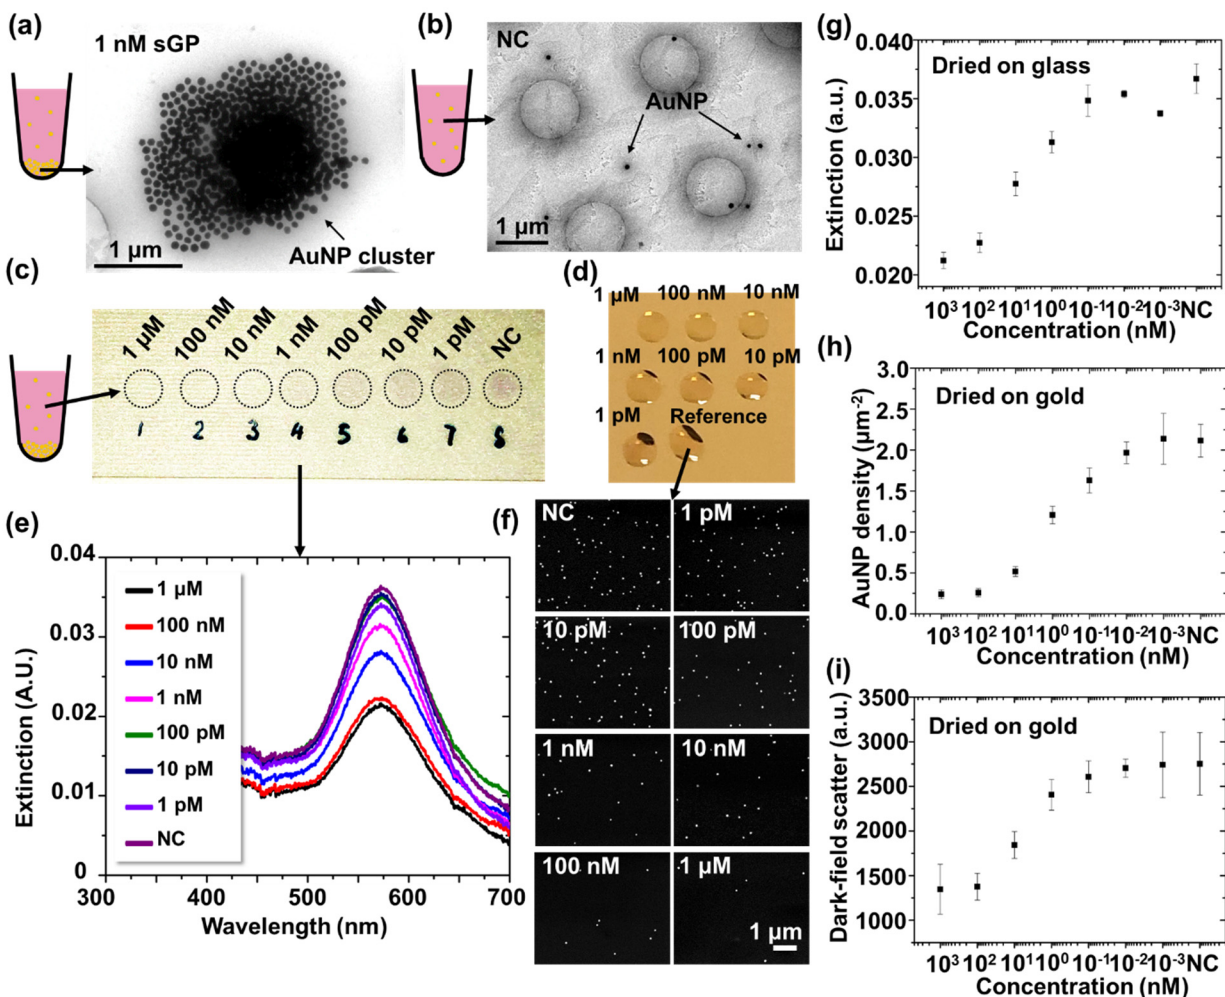 (a)
1 nM sGP
AuNP cluster
1 µm
(b)
NC
AuNP
1 µm
(c)
1 µM 100 nM 10 nM 1 nM 100 pM 10 pM 1 pM NC
1 2 3 4 5 6 7 8
(d)
1 µM 100 nM 10 nM
1 nM 100 pM 10 pM
1 pM Reference
(e)
Extinction (A.U.)
0.04
0.03
0.02
0.01
0
1 µM
100 nM
10 nM
1 nM
100 pM
10 pM
1 pM
NC
300 400 500 600 700
Wavelength (nm)
(f)
NC 1 pM
10 pM 100 pM
1 nM 10 nM
100 nM 1 µM
1 µm
(g)
Dried on glass
Extinction (a.u.)
0.040
0.035
0.030
0.025
0.020
10³ 10² 10¹ 10⁰ 10⁻¹ 10⁻² 10⁻³ NC
Concentration (nM)
(h)
Dried on gold
AuNP density (µm⁻²)
3.0
2.5
2.0
1.5
1.0
0.5
0.0
10³ 10² 10¹ 10⁰ 10⁻¹ 10⁻² 10⁻³ NC
Concentration (nM)
(i)
Dried on gold
Dark-field scatter (a.u.)
3500
3000
2500
2000
1500
1000
10³ 10² 10¹ 10⁰ 10⁻¹ 10⁻² 10⁻³ NC
Concentration (nM)